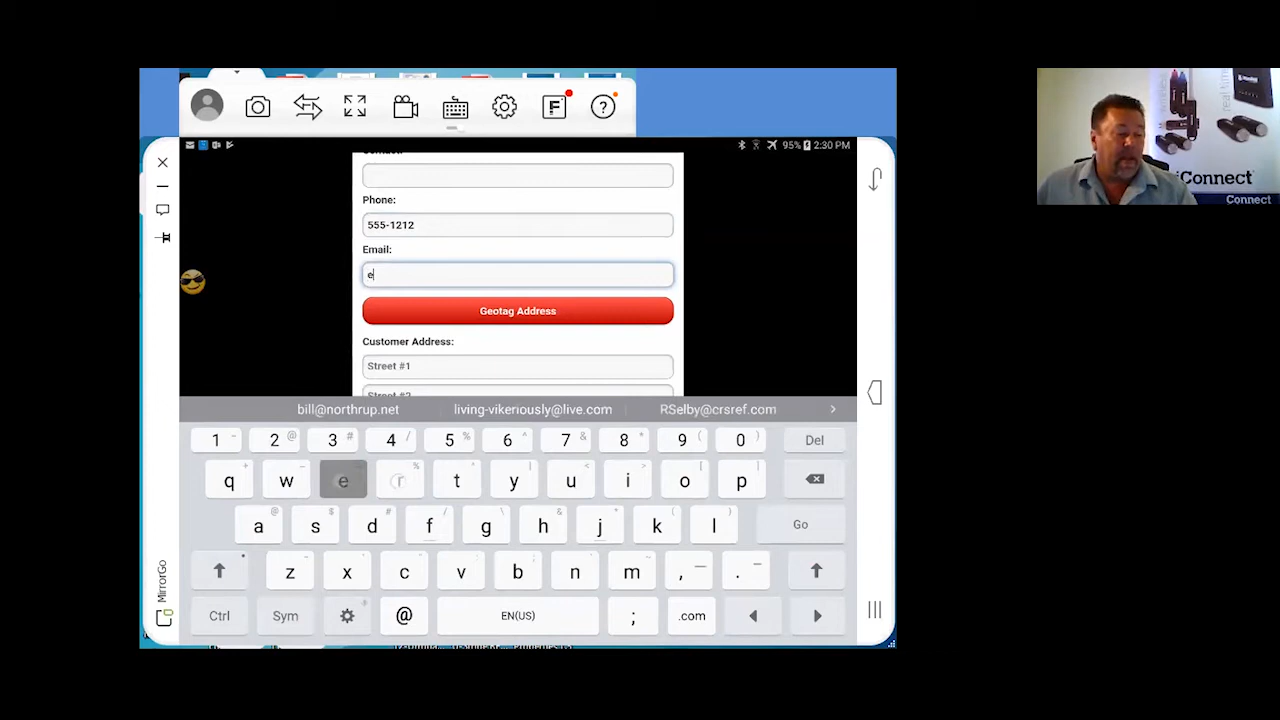 95% 2:30 PM
Phone:
555-1212
Email:
e
Geotag Address
Customer Address:
Street #1
bill@northrup.net living-vikeriously@live.com RSelby@crsref.com
1 2 @ 3 # 4 / 5 % 6 ^ 7 & 8 * 9 ( 0 ) Del
q w e r t y u i o p
a s d f g h j k l Go
z x c v b n m , .
Ctrl Sym @ EN(US) ; .com
MirrorGo
iConnect
Connect